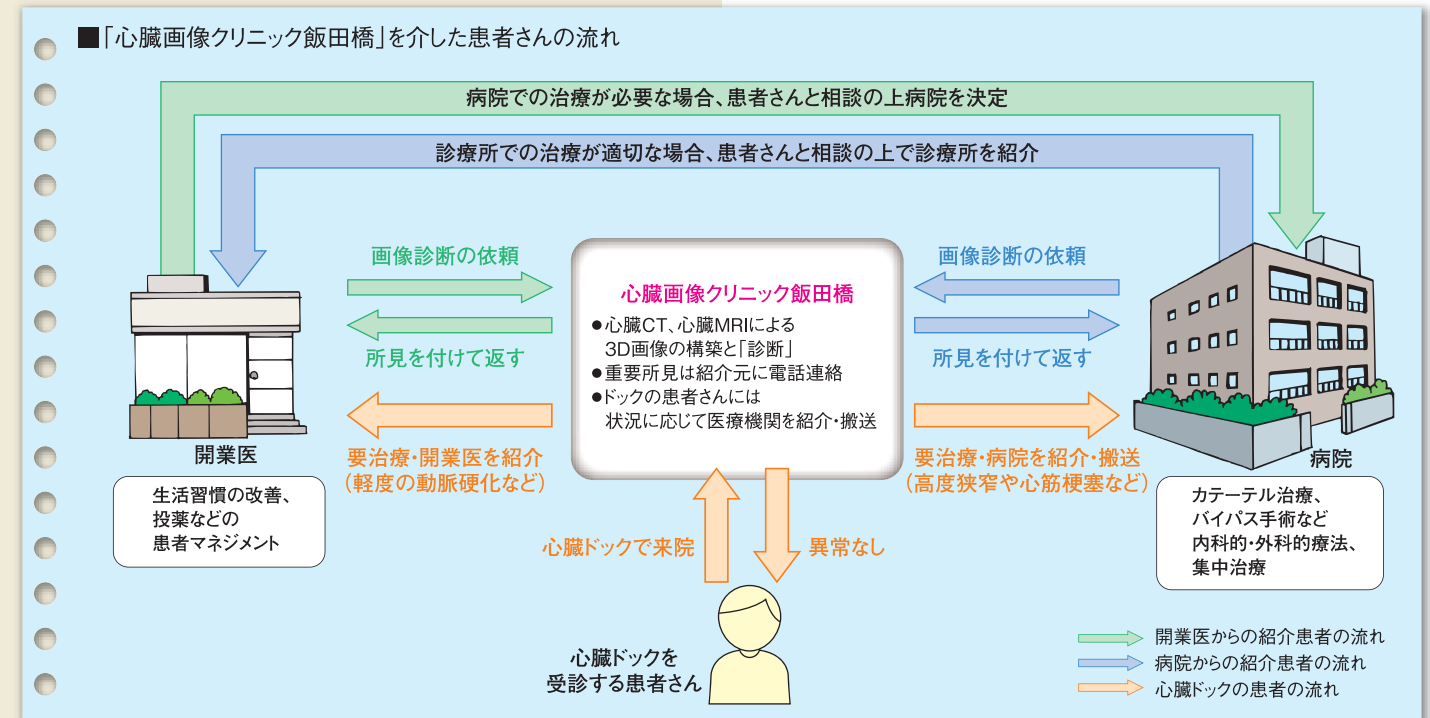 ■「心臓画像クリニック飯田橋」を介した患者さんの流れ
病院での治療が必要な場合、患者さんと相談の上病院を決定
診療所での治療が適切な場合、患者さんと相談の上で診療所を紹介
画像診断の依頼
所見を付けて返す
要治療・開業医を紹介
(軽度の動脈硬化など)
開業医
生活習慣の改善、
投薬などの
患者マネジメント
心臓画像クリニック飯田橋
●心臓CT、心臓MRIによる
3D画像の構築と「診断」
●重要所見は紹介元に電話連絡
●ドックの患者さんには
状況に応じて医療機関を紹介・搬送
画像診断の依頼
所見を付けて返す
要治療・病院を紹介・搬送
(高度狭窄や心筋梗塞など)
病院
カテーテル治療、
バイパス手術など
内科的・外科的療法、
集中治療
心臓ドックで来院
異常なし
心臓ドックを
受診する患者さん
開業医からの紹介患者の流れ
病院からの紹介患者の流れ
心臓ドックの患者の流れ